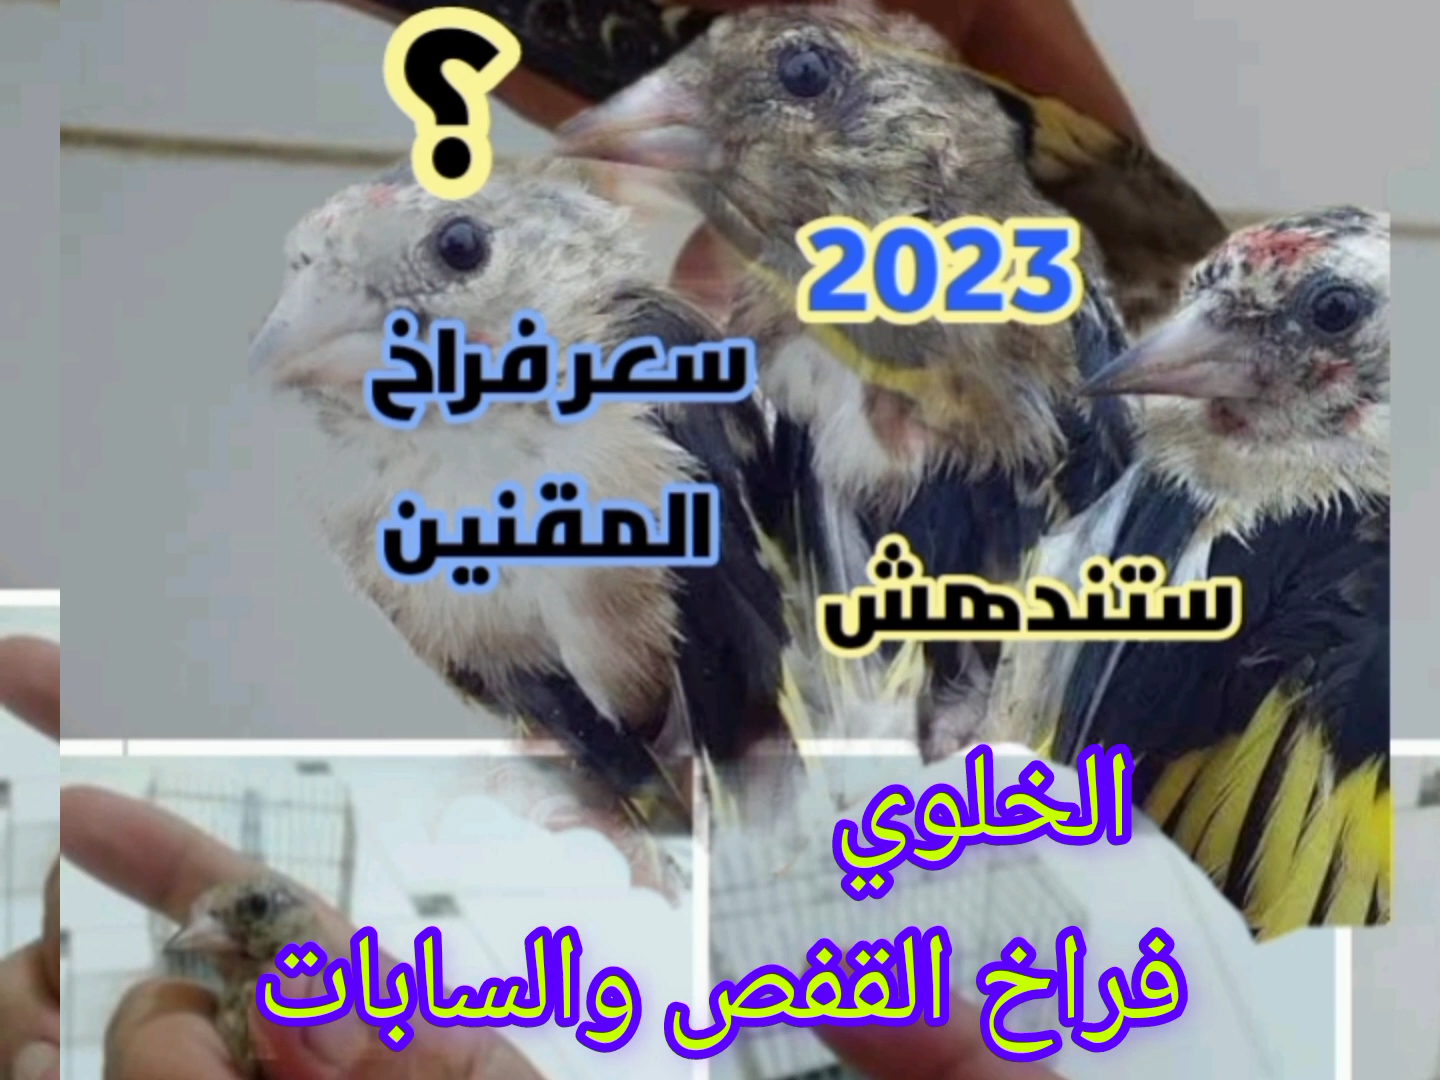 ؟
2023
سعر فراخ
المقنين
ستندهش
الخلوي
فراخ القفص والسابات